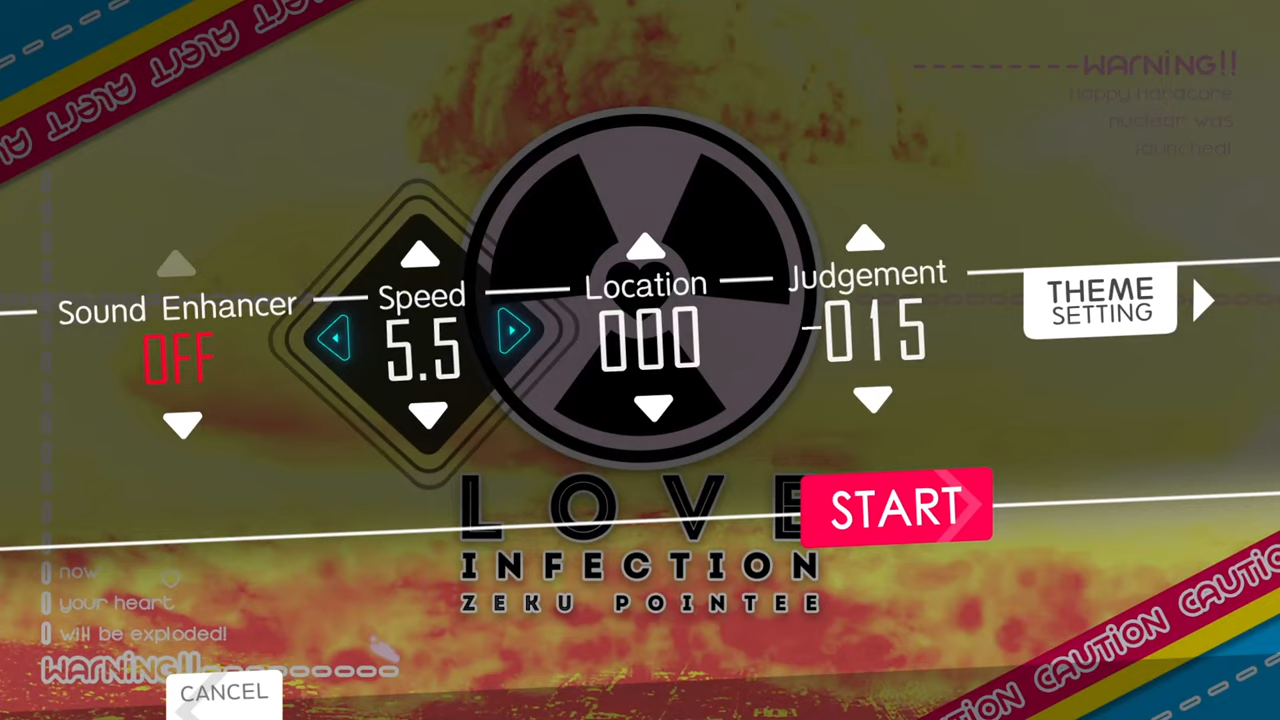 ALERT ALERT ALERT ALERT
WARNING!!
Happy Hardcore
nuclear was
launched!
Sound Enhancer
OFF
Speed
5.5
Location
000
Judgement
-015
THEME
SETTING
START
LOVE
INFECTION
ZEKU POINTEE
now
your heart
will be exploded!
WARNING!!
CANCEL
CAUTION CAUTION CAUTION